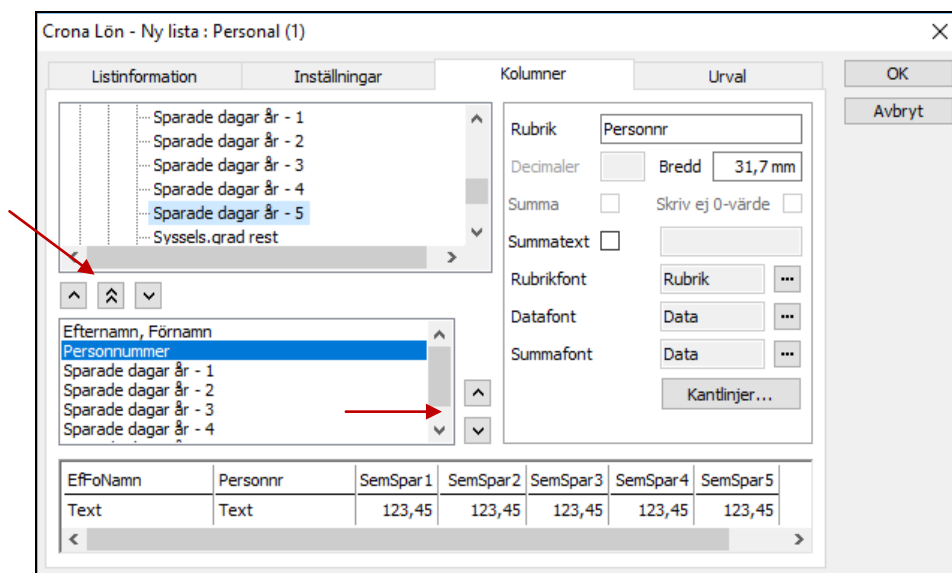 Crona Lön - Ny lista : Personal (1)
Listinformation
Inställningar
Kolumner
Urval
OK
Avbryt
Sparade dagar år - 1
Sparade dagar år - 2
Sparade dagar år - 3
Sparade dagar år - 4
Sparade dagar år - 5
Syssels.grad rest
Rubrik Personnr
Decimaler Bredd 31,7 mm
Summa Skriv ej 0-värde
Summatext
Rubrikfont Rubrik ...
Datafont Data ...
Summafont Data ...
Kantlinjer...
Efternamn, Förnamn
Personnummer
Sparade dagar år - 1
Sparade dagar år - 2
Sparade dagar år - 3
Sparade dagar år - 4
EfFoNamn Personnr SemSpar1 SemSpar2 SemSpar3 SemSpar4 SemSpar5
Text Text 123,45 123,45 123,45 123,45 123,45